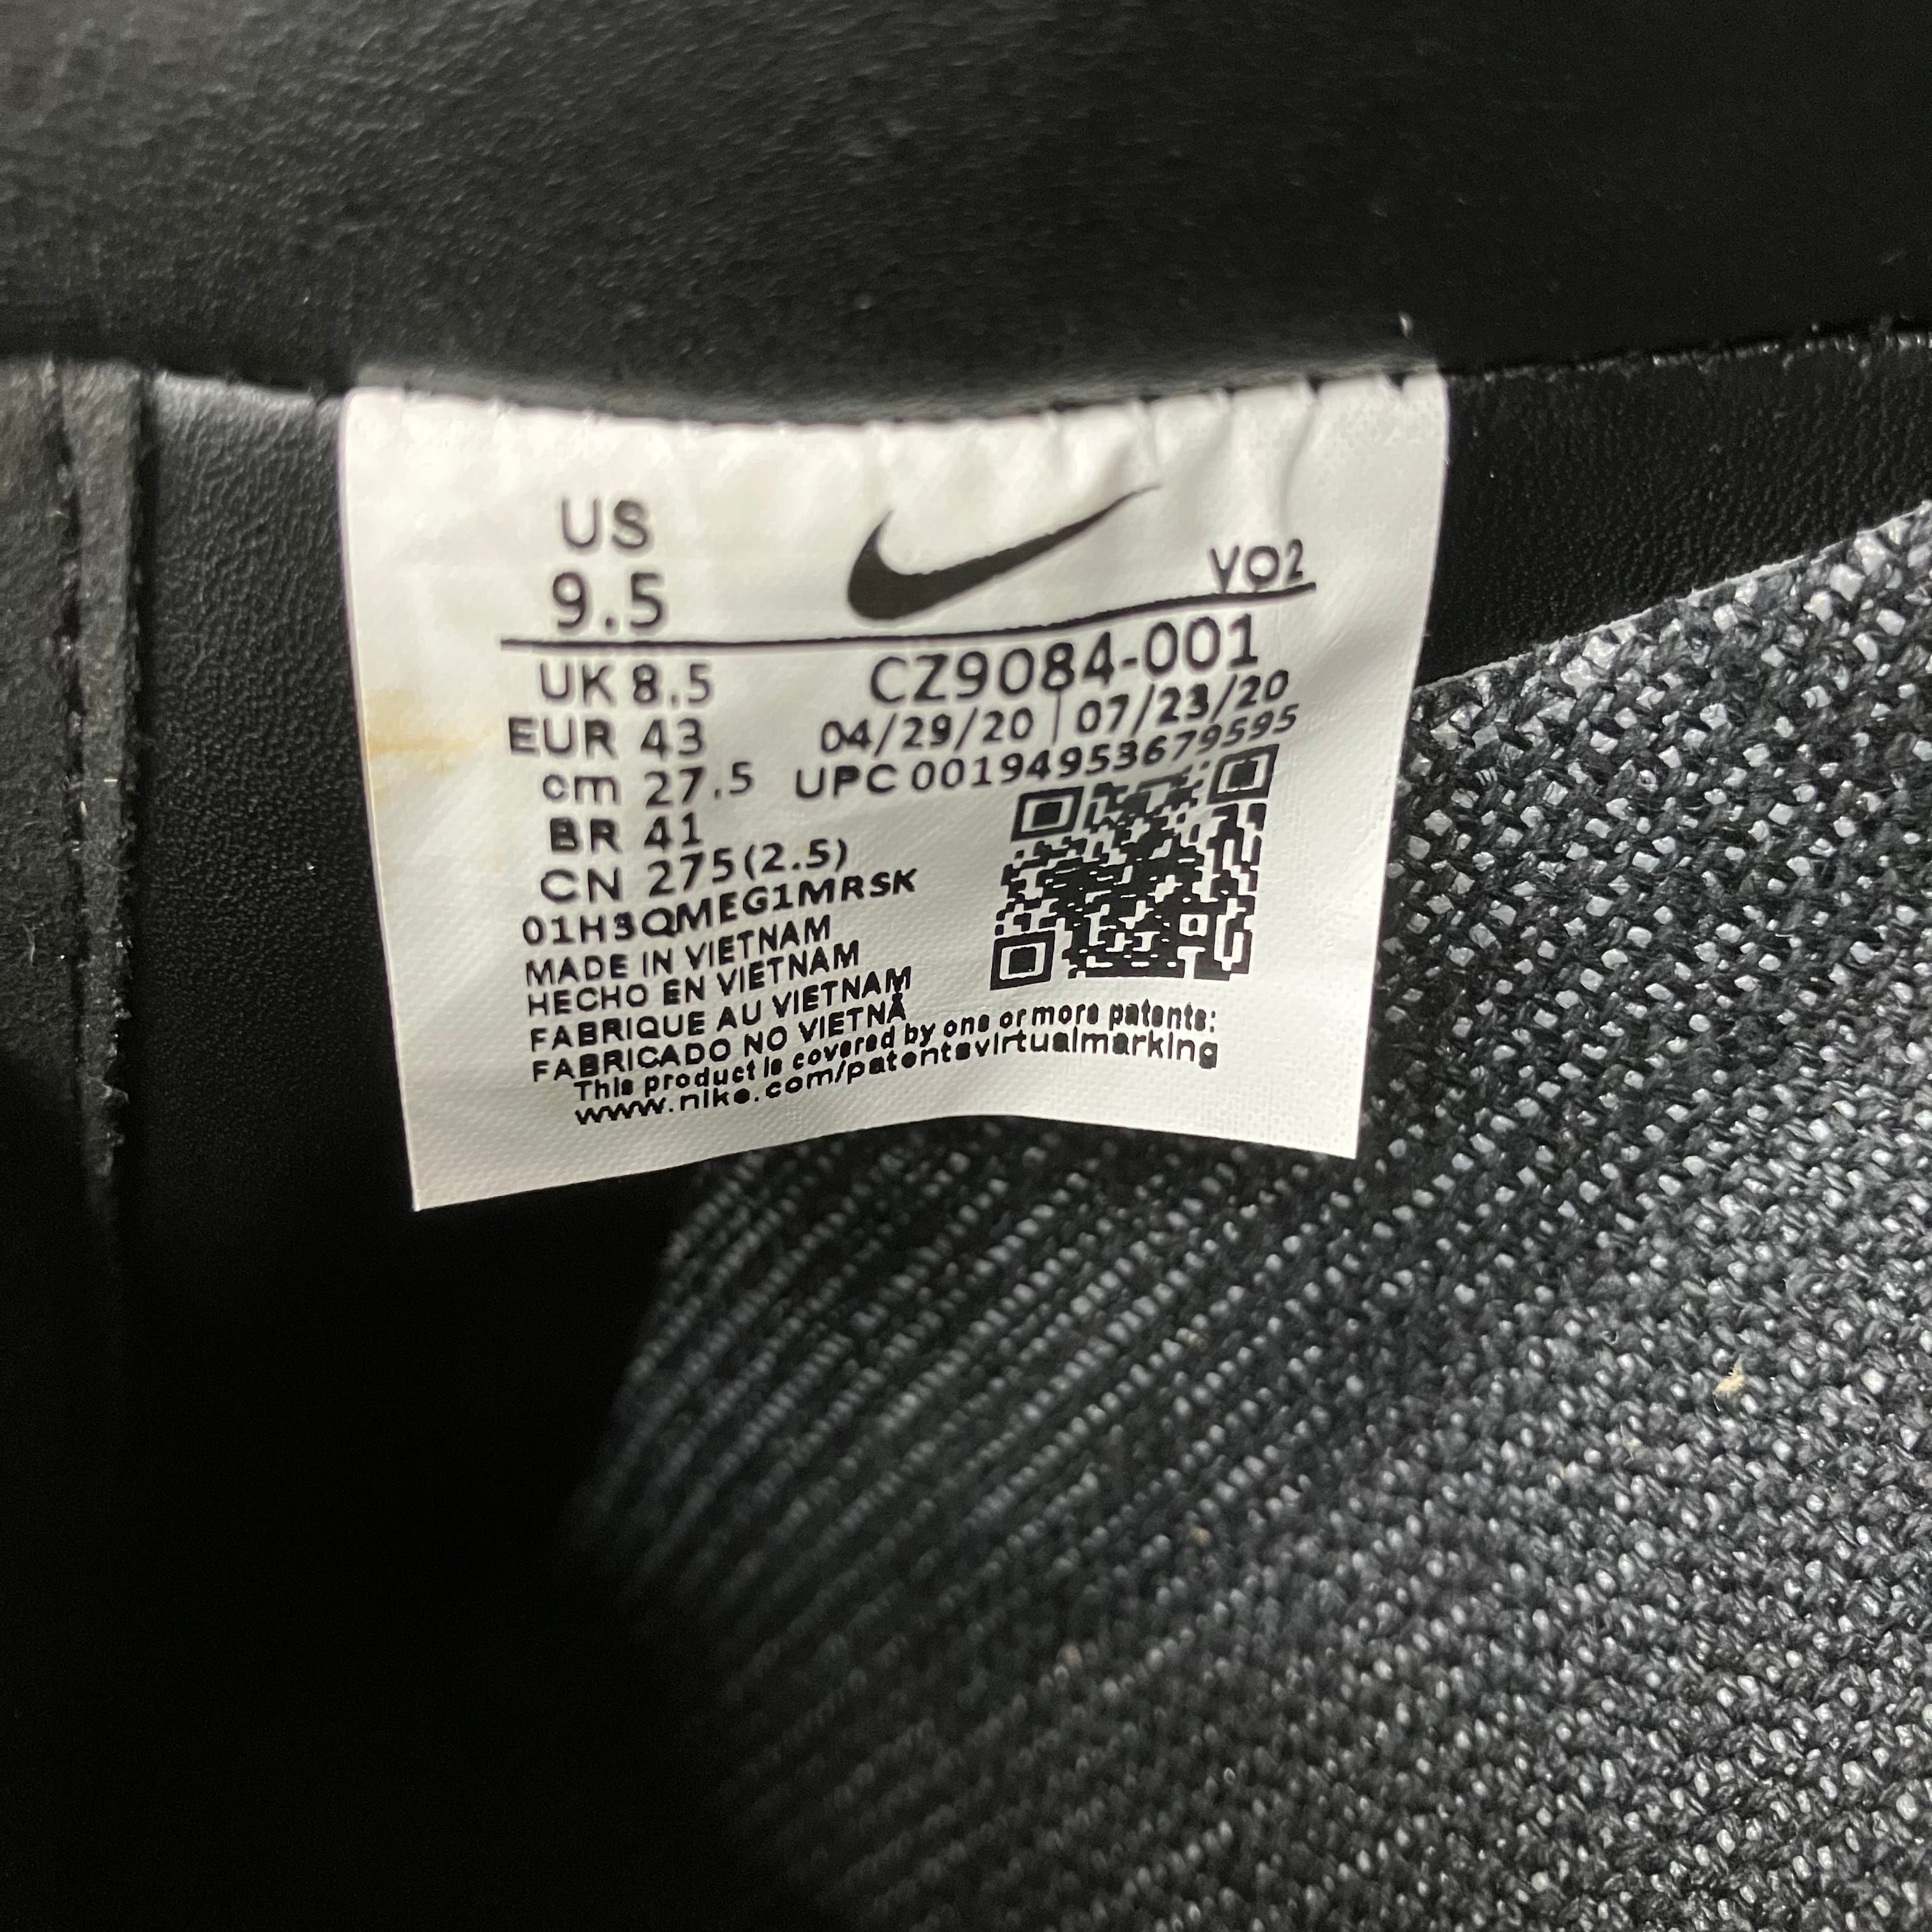 US
9.5
VO2
UK 8.5
CZ9084-001
EUR 43
04/29/20 | 07/23/20
cm 27.5
UPC 00194953679595
BR 41
CN 275(2.5)
01H3QMEG1MRSK
MADE IN VIETNAM
HECHO EN VIETNAM
FABRIQUE AU VIETNAM
FABRICADO NO VIETNÃ
This product is covered by one or more patents:
www.nike.com/patentsvirtualmarking